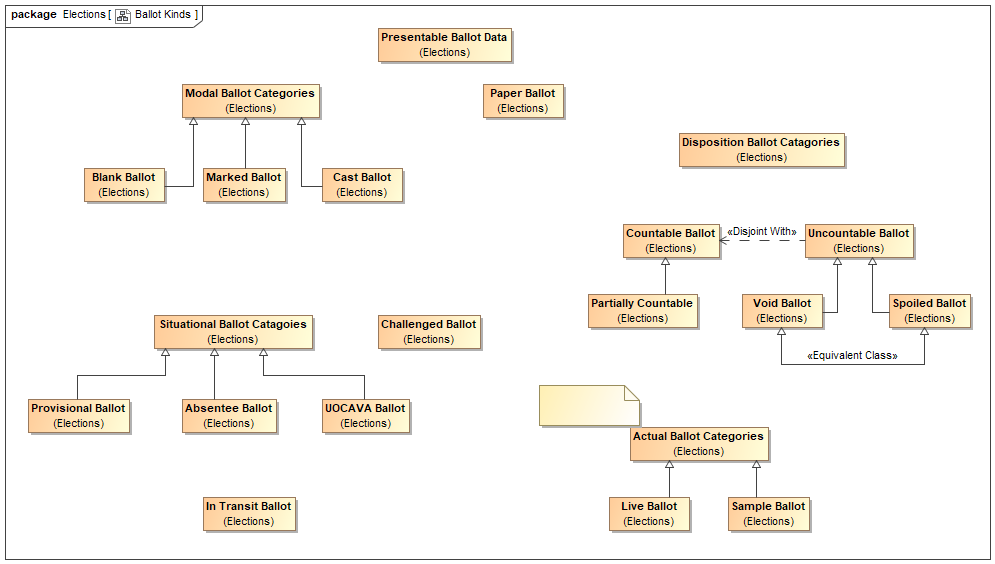 package Elections [ Ballot Kinds ]
Presentable Ballot Data
(Elections)
Modal Ballot Categories
(Elections)
Paper Ballot
(Elections)
Disposition Ballot Catagories
(Elections)
Blank Ballot
(Elections)
Marked Ballot
(Elections)
Cast Ballot
(Elections)
Countable Ballot
(Elections)
«Disjoint With»
Uncountable Ballot
(Elections)
Partially Countable
(Elections)
Void Ballot
(Elections)
Spoiled Ballot
(Elections)
«Equivalent Class»
Situational Ballot Catagoies
(Elections)
Challenged Ballot
(Elections)
Provisional Ballot
(Elections)
Absentee Ballot
(Elections)
UOCAVA Ballot
(Elections)
Actual Ballot Categories
(Elections)
In Transit Ballot
(Elections)
Live Ballot
(Elections)
Sample Ballot
(Elections)